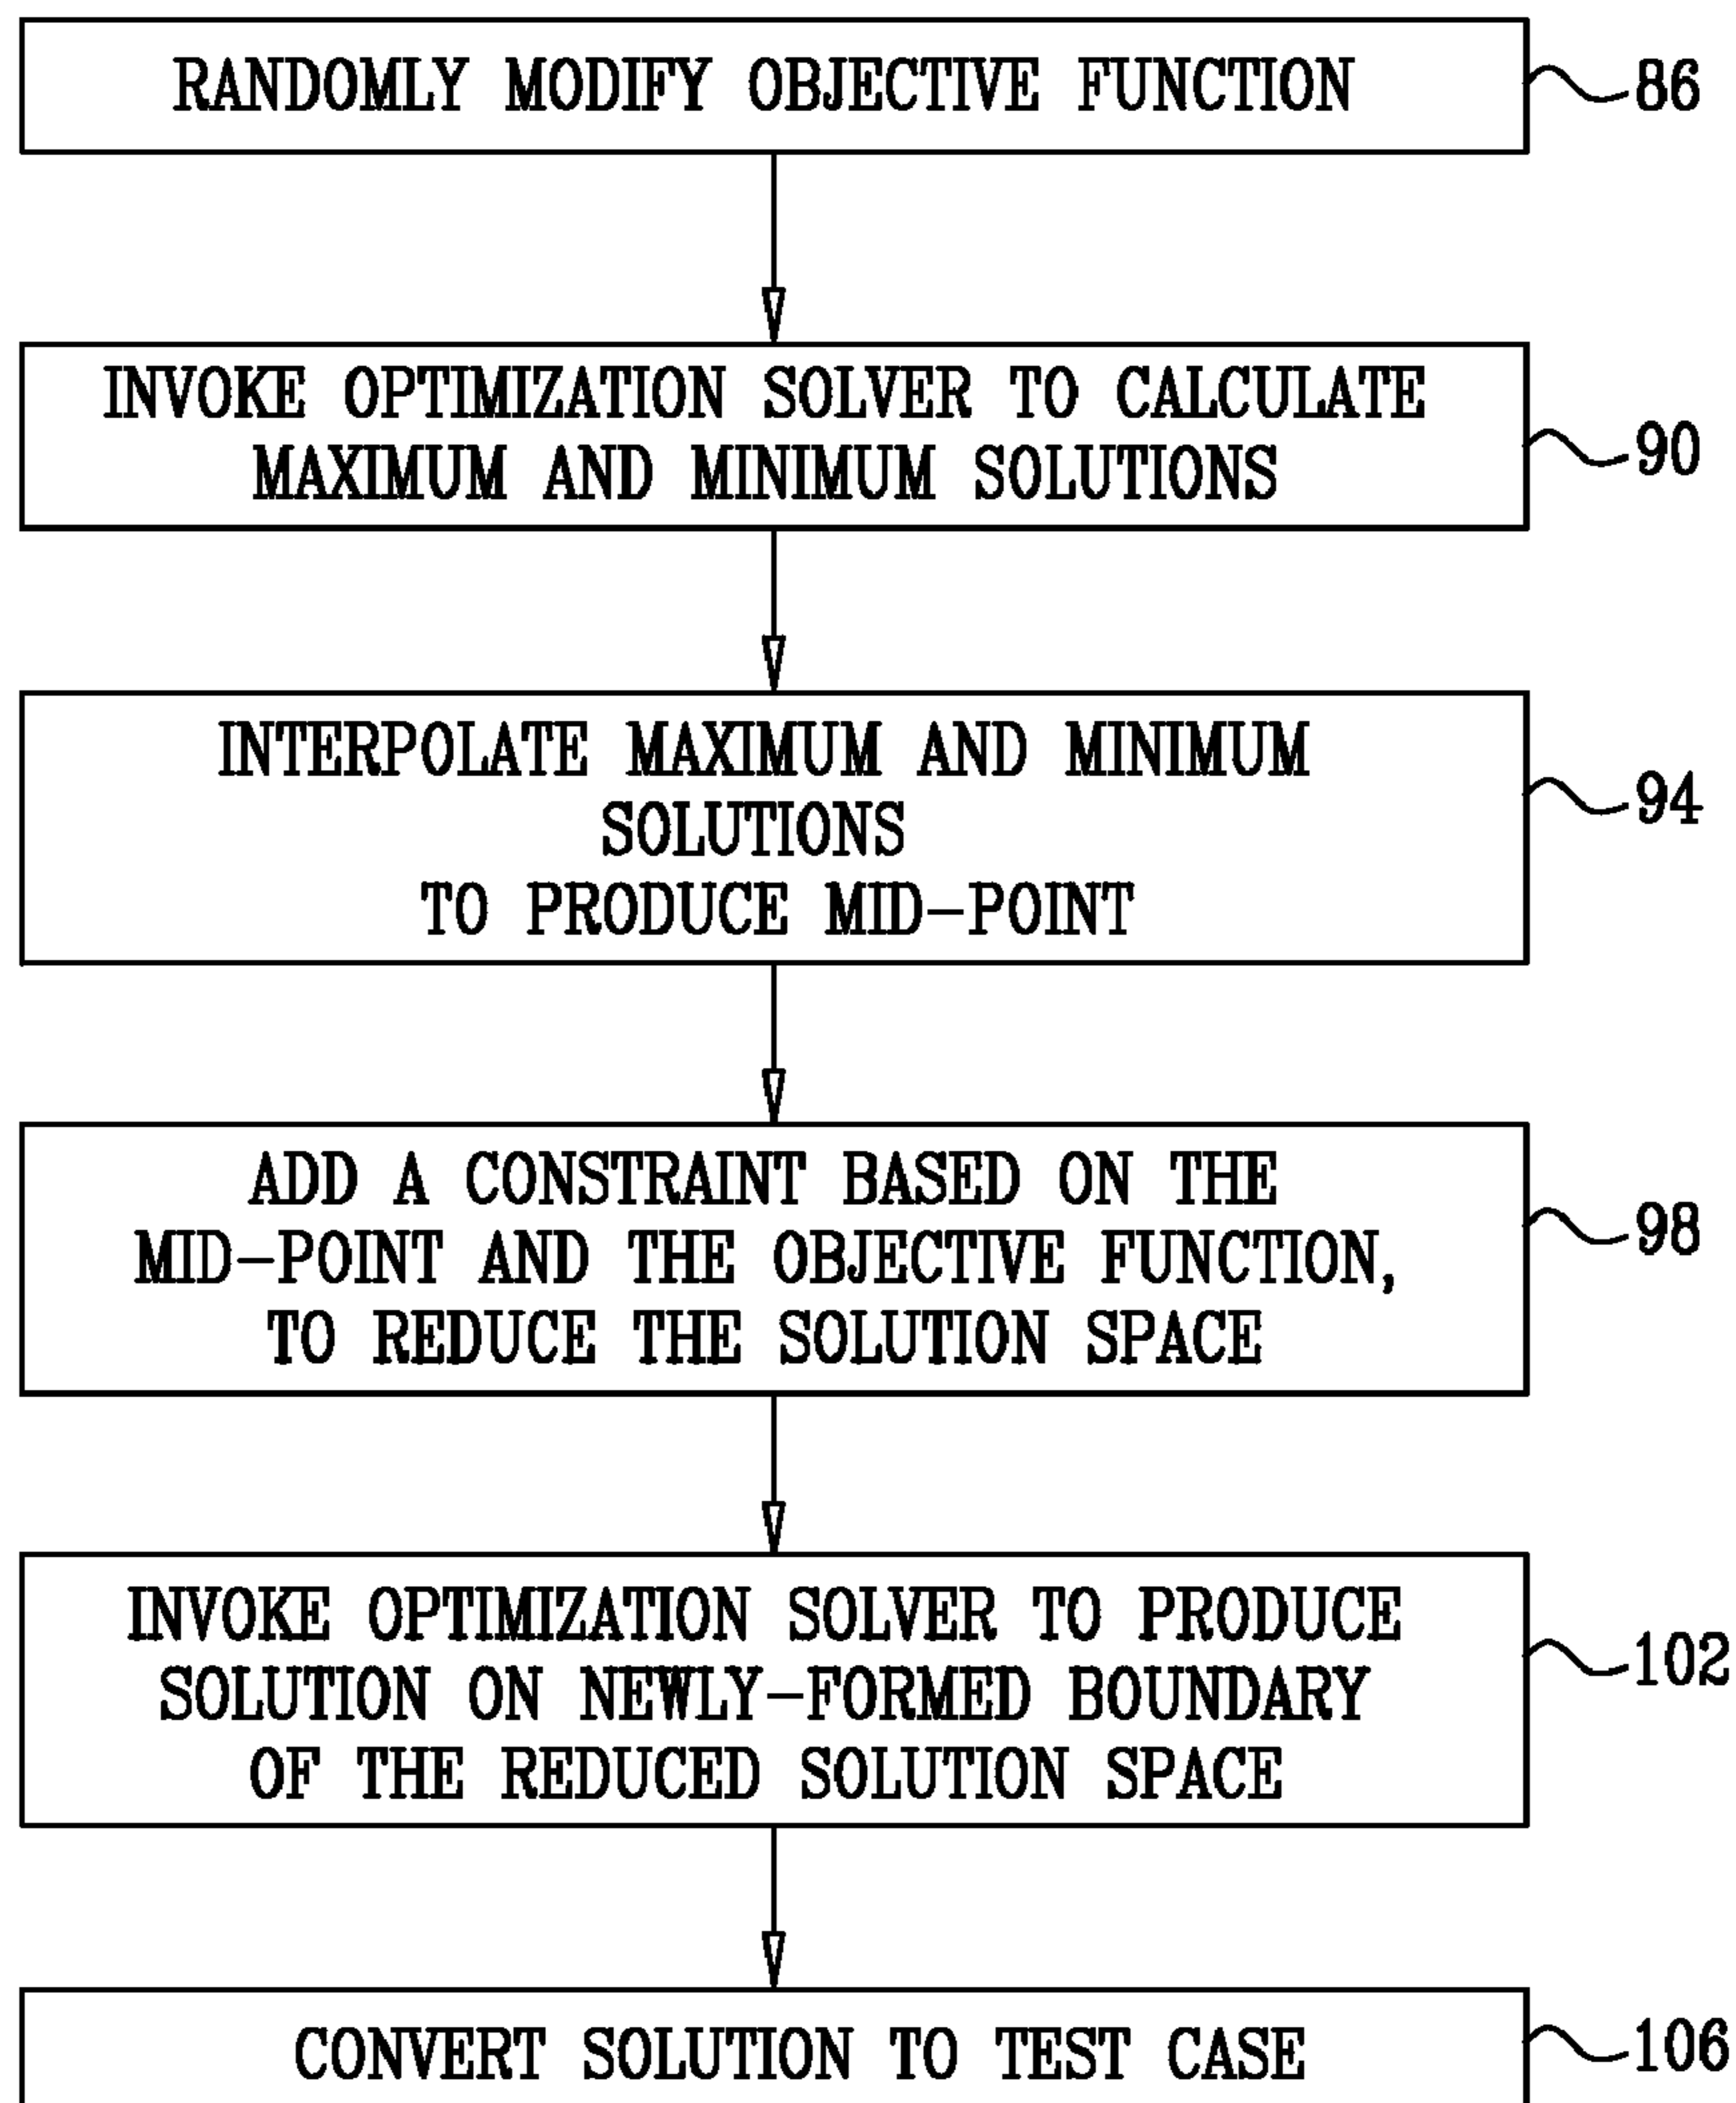 RANDOMLY MODIFY OBJECTIVE FUNCTION
86
INVOKE OPTIMIZATION SOLVER TO CALCULATE
MAXIMUM AND MINIMUM SOLUTIONS
90
INTERPOLATE MAXIMUM AND MINIMUM
SOLUTIONS
TO PRODUCE MID-POINT
94
ADD A CONSTRAINT BASED ON THE
MID-POINT AND THE OBJECTIVE FUNCTION,
TO REDUCE THE SOLUTION SPACE
98
INVOKE OPTIMIZATION SOLVER TO PRODUCE
SOLUTION ON NEWLY-FORMED BOUNDARY
OF THE REDUCED SOLUTION SPACE
102
CONVERT SOLUTION TO TEST CASE
106